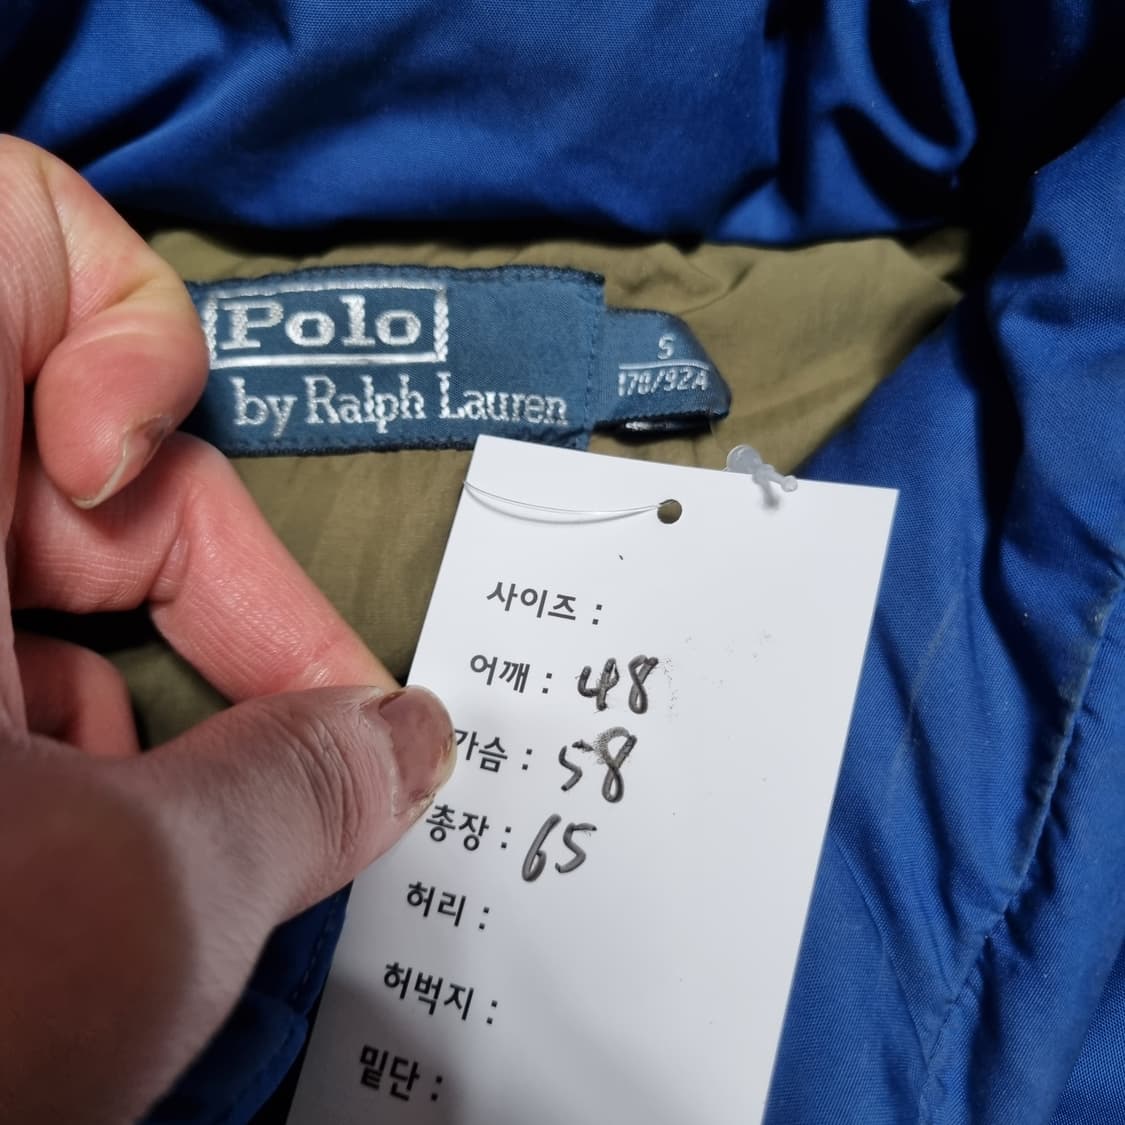 Polo
by Ralph Lauren
S
170/92A
사이즈 :
어깨 : 48
가슴 : 58
총장 : 65
허리 :
허벅지 :
밑단 :